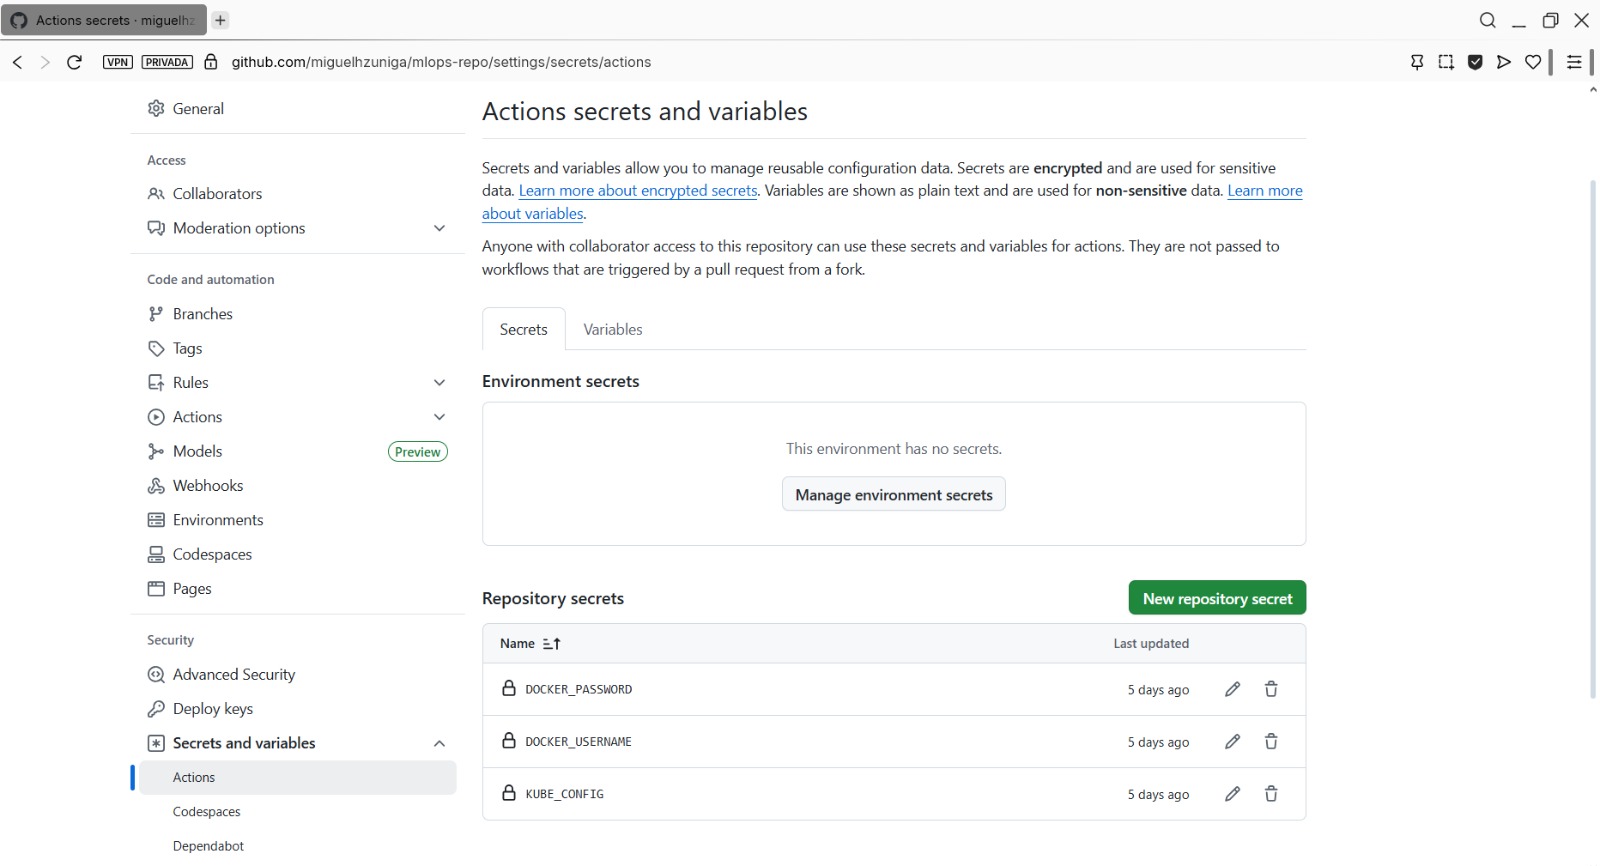 Actions secrets · miguelhz
VPN
PRIVADA
github.com/miguelhzuniga/mlops-repo/settings/secrets/actions
General
Access
Collaborators
Moderation options
Code and automation
Branches
Tags
Rules
Actions
Models
Preview
Webhooks
Environments
Codespaces
Pages
Security
Advanced Security
Deploy keys
Secrets and variables
Actions
Codespaces
Dependabot
Actions secrets and variables
Secrets and variables allow you to manage reusable configuration data. Secrets are encrypted and are used for sensitive
data. Learn more about encrypted secrets. Variables are shown as plain text and are used for non-sensitive data. Learn more
about variables.
Anyone with collaborator access to this repository can use these secrets and variables for actions. They are not passed to
workflows that are triggered by a pull request from a fork.
Secrets
Variables
Environment secrets
This environment has no secrets.
Manage environment secrets
Repository secrets
New repository secret
Name
Last updated
DOCKER_PASSWORD
5 days ago
DOCKER_USERNAME
5 days ago
KUBE_CONFIG
5 days ago